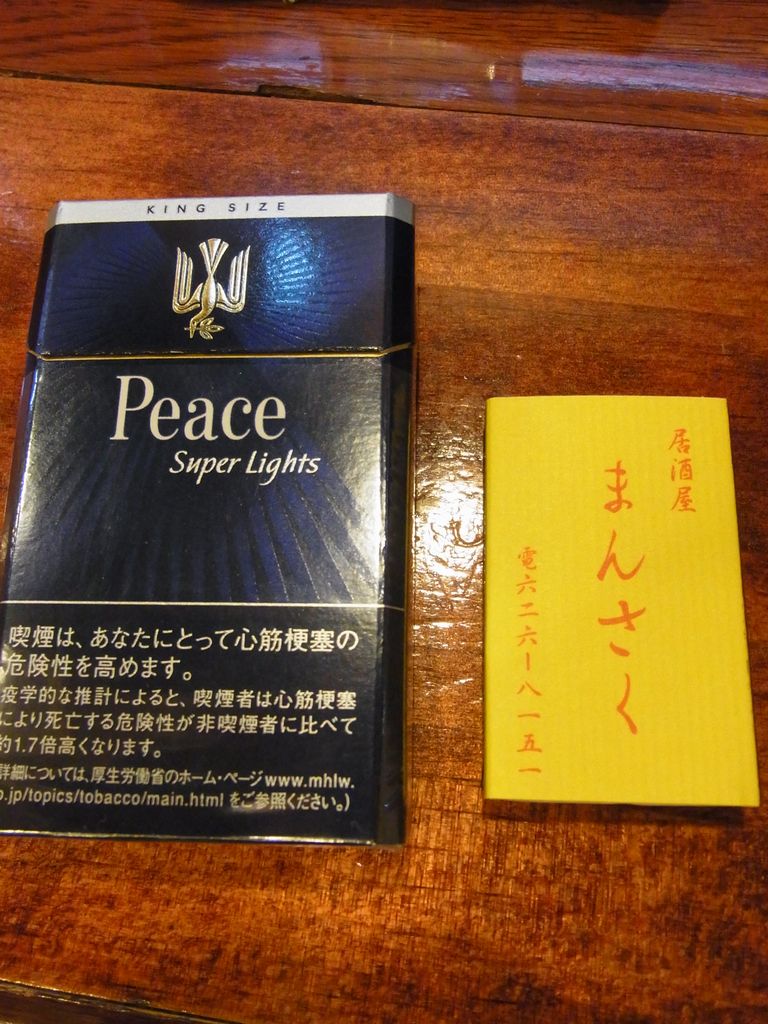 KING SIZE
Peace
Super Lights
喫煙は、あなたにとって心筋梗塞の
危険性を高めます。
疫学的な推計によると、喫煙者は心筋梗塞
により死亡する危険性が非喫煙者に比べて
約1.7倍高くなります。
詳細については、厚生労働省のホーム・ページwww.mhlw.
o.jp/topics/tobacco/main.html をご参照ください。)
居酒屋
まんさく
電六二六ー八一五一